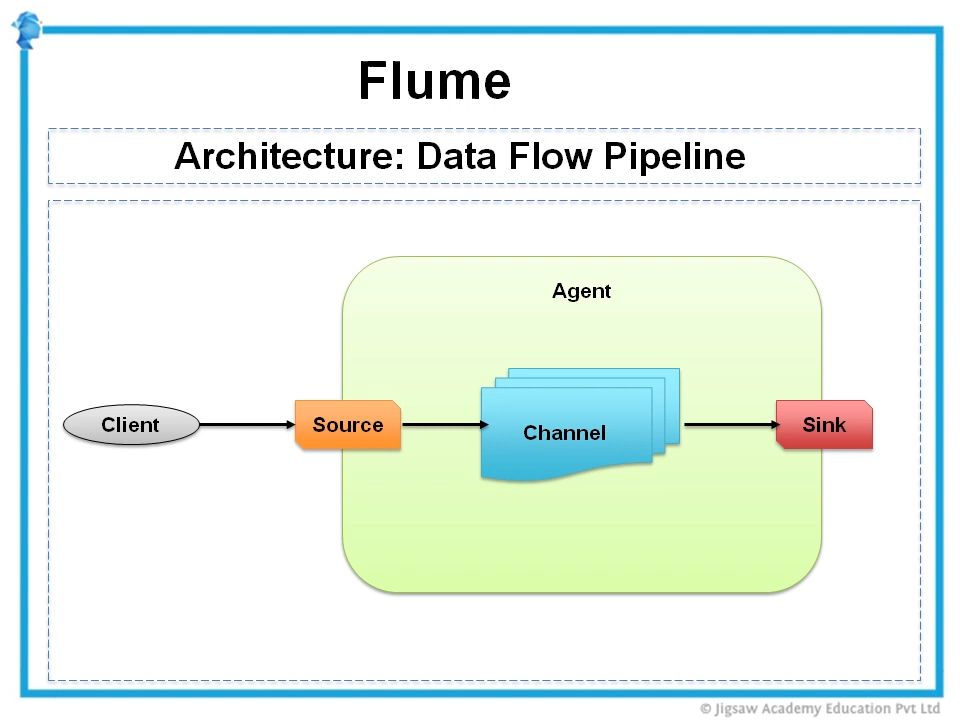 Flume
Architecture: Data Flow Pipeline
Agent
Client
Source
Channel
Sink
© Jigsaw Academy Education Pvt Ltd